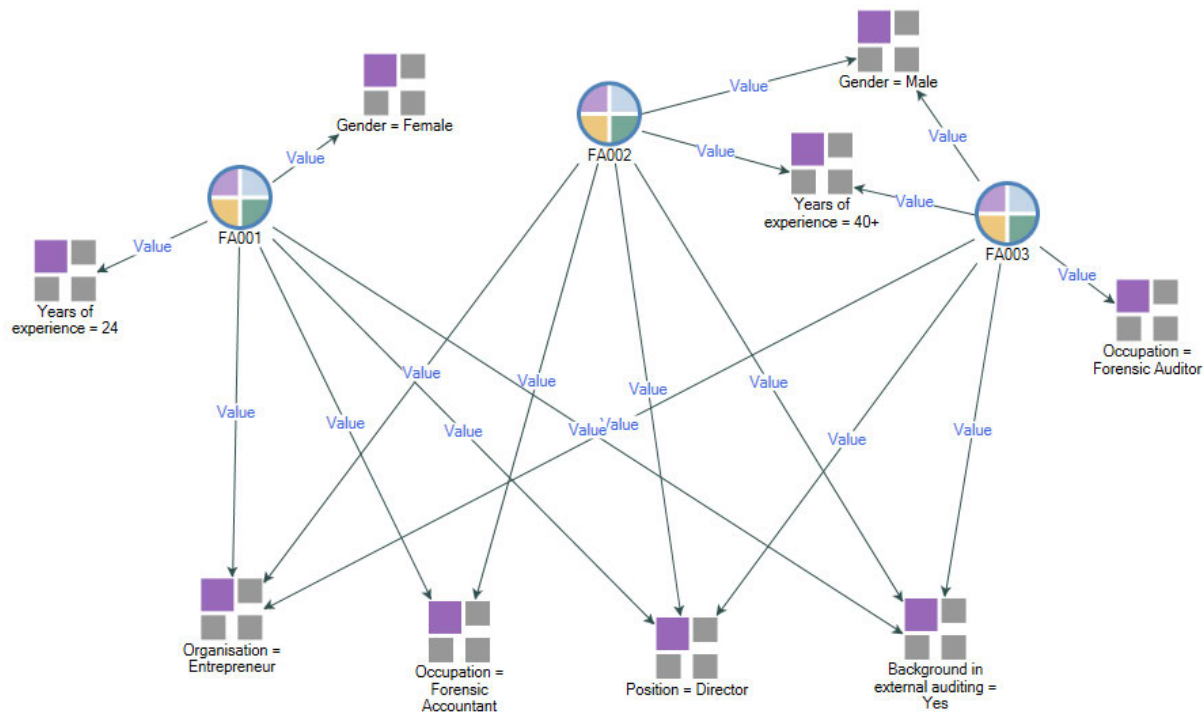 Gender = Male
Value
Gender = Female
Value
Value
FA002
Value
Years of
experience = 40+
Value
FA001
Value
FA003
Value
Years of
experience = 24
Occupation =
Forensic Auditor
Value
Value
Value
Value
Value
Value
Value
Value
Value
Value
Value
Value
Organisation =
Entrepreneur
Occupation =
Forensic
Accountant
Position = Director
Background in
external auditing =
Yes